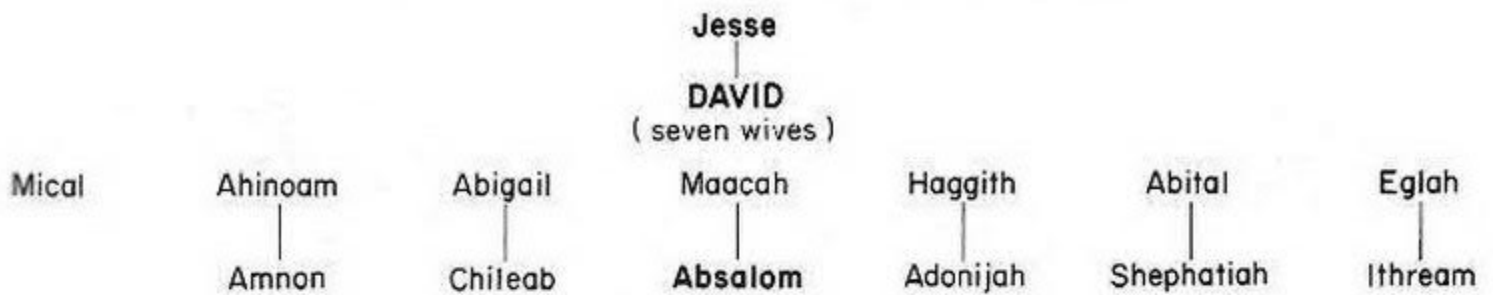 Jesse
DAVID
( seven wives )
Mical Ahinoam Abigail Maacah Haggith Abital Eglah
Amnon Chileab Absalom Adonijah Shephatiah Ithream